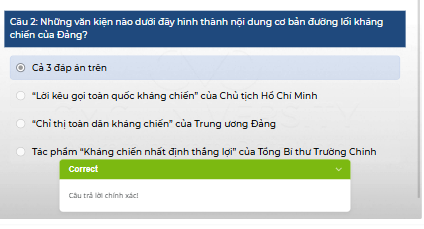 Câu 2: Những văn kiện nào dưới đây hình thành nội dung cơ bản đường lối kháng
chiến của Đảng?
Cả 3 đáp án trên
“Lời kêu gọi toàn quốc kháng chiến” của Chủ tịch Hồ Chí Minh
“Chỉ thị toàn dân kháng chiến” của Trung ương Đảng
Tác phẩm “Kháng chiến nhất định thắng lợi” của Tổng Bí thư Trường Chinh
Correct
Câu trả lời chính xác!